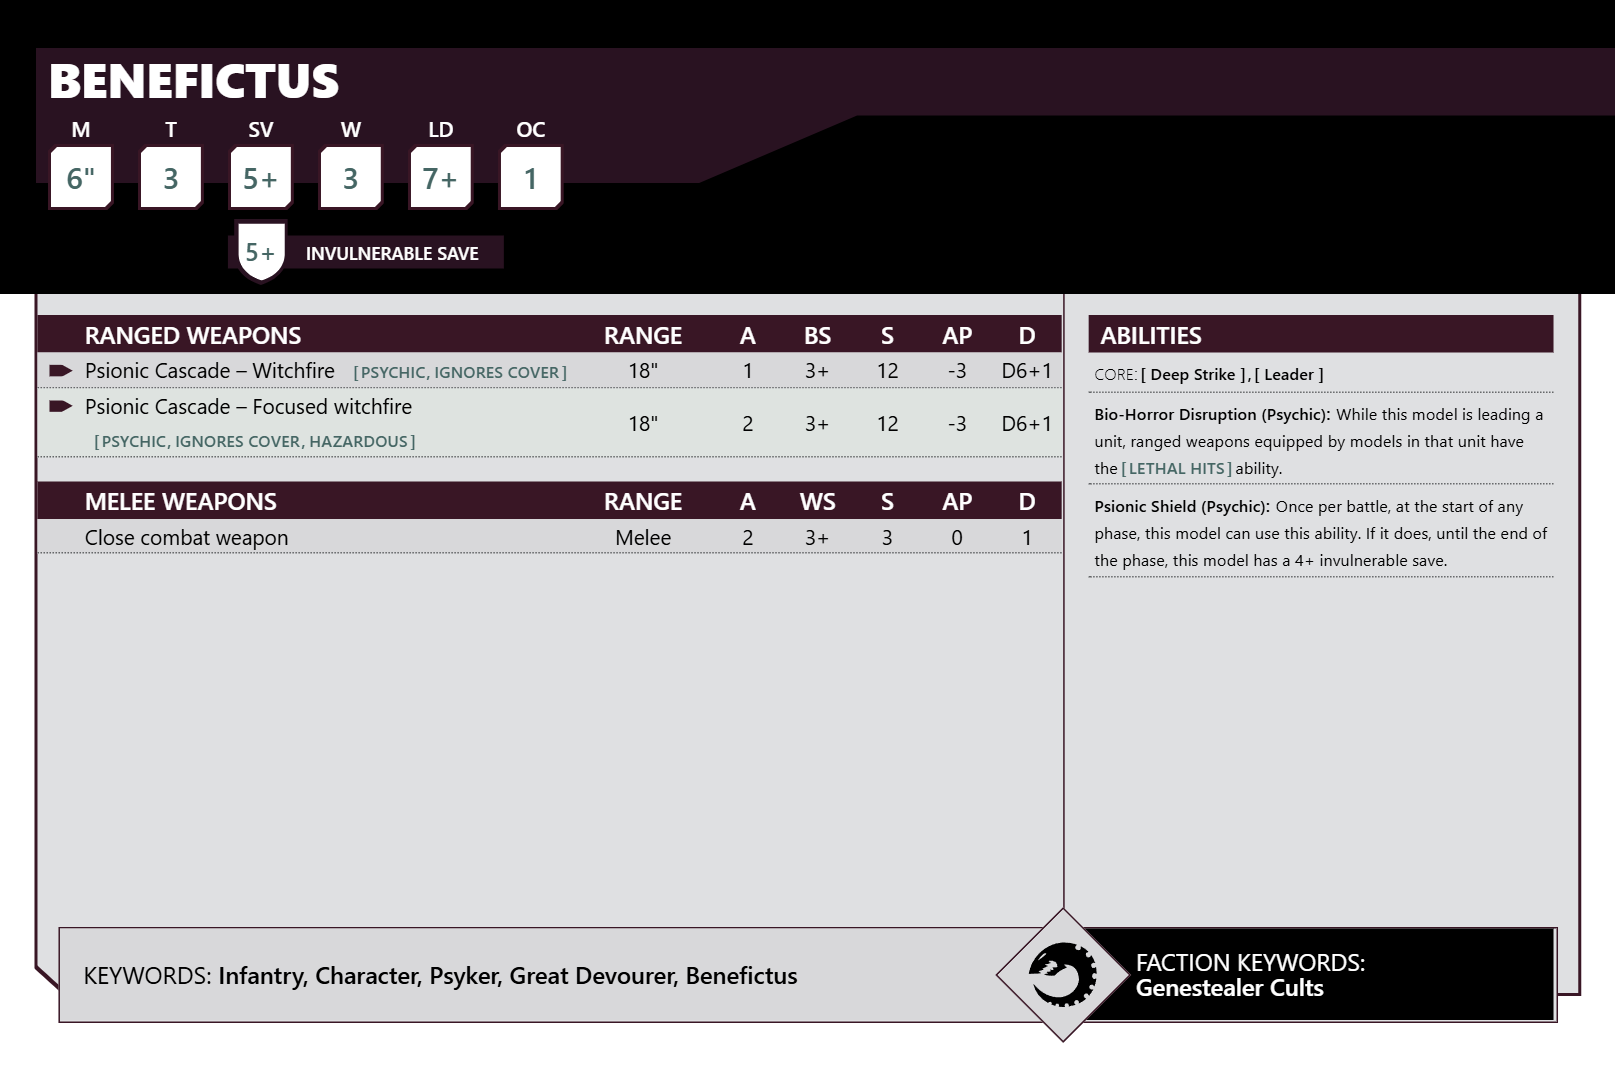 BENEFICTUS
M T SV W LD OC
6" 3 5+ 3 7+ 1
5+ INVULNERABLE SAVE
RANGED WEAPONS RANGE A BS S AP D
Psionic Cascade – Witchfire [PSYCHIC, IGNORES COVER] 18" 1 3+ 12 -3 D6+1
Psionic Cascade – Focused witchfire
[PSYCHIC, IGNORES COVER, HAZARDOUS] 18" 2 3+ 12 -3 D6+1
MELEE WEAPONS RANGE A WS S AP D
Close combat weapon Melee 2 3+ 3 0 1
ABILITIES
CORE: [ Deep Strike ], [ Leader ]
Bio-Horror Disruption (Psychic): While this model is leading a
unit, ranged weapons equipped by models in that unit have
the [LETHAL HITS] ability.
Psionic Shield (Psychic): Once per battle, at the start of any
phase, this model can use this ability. If it does, until the end of
the phase, this model has a 4+ invulnerable save.
KEYWORDS: Infantry, Character, Psyker, Great Devourer, Benefictus
FACTION KEYWORDS:
Genestealer Cults